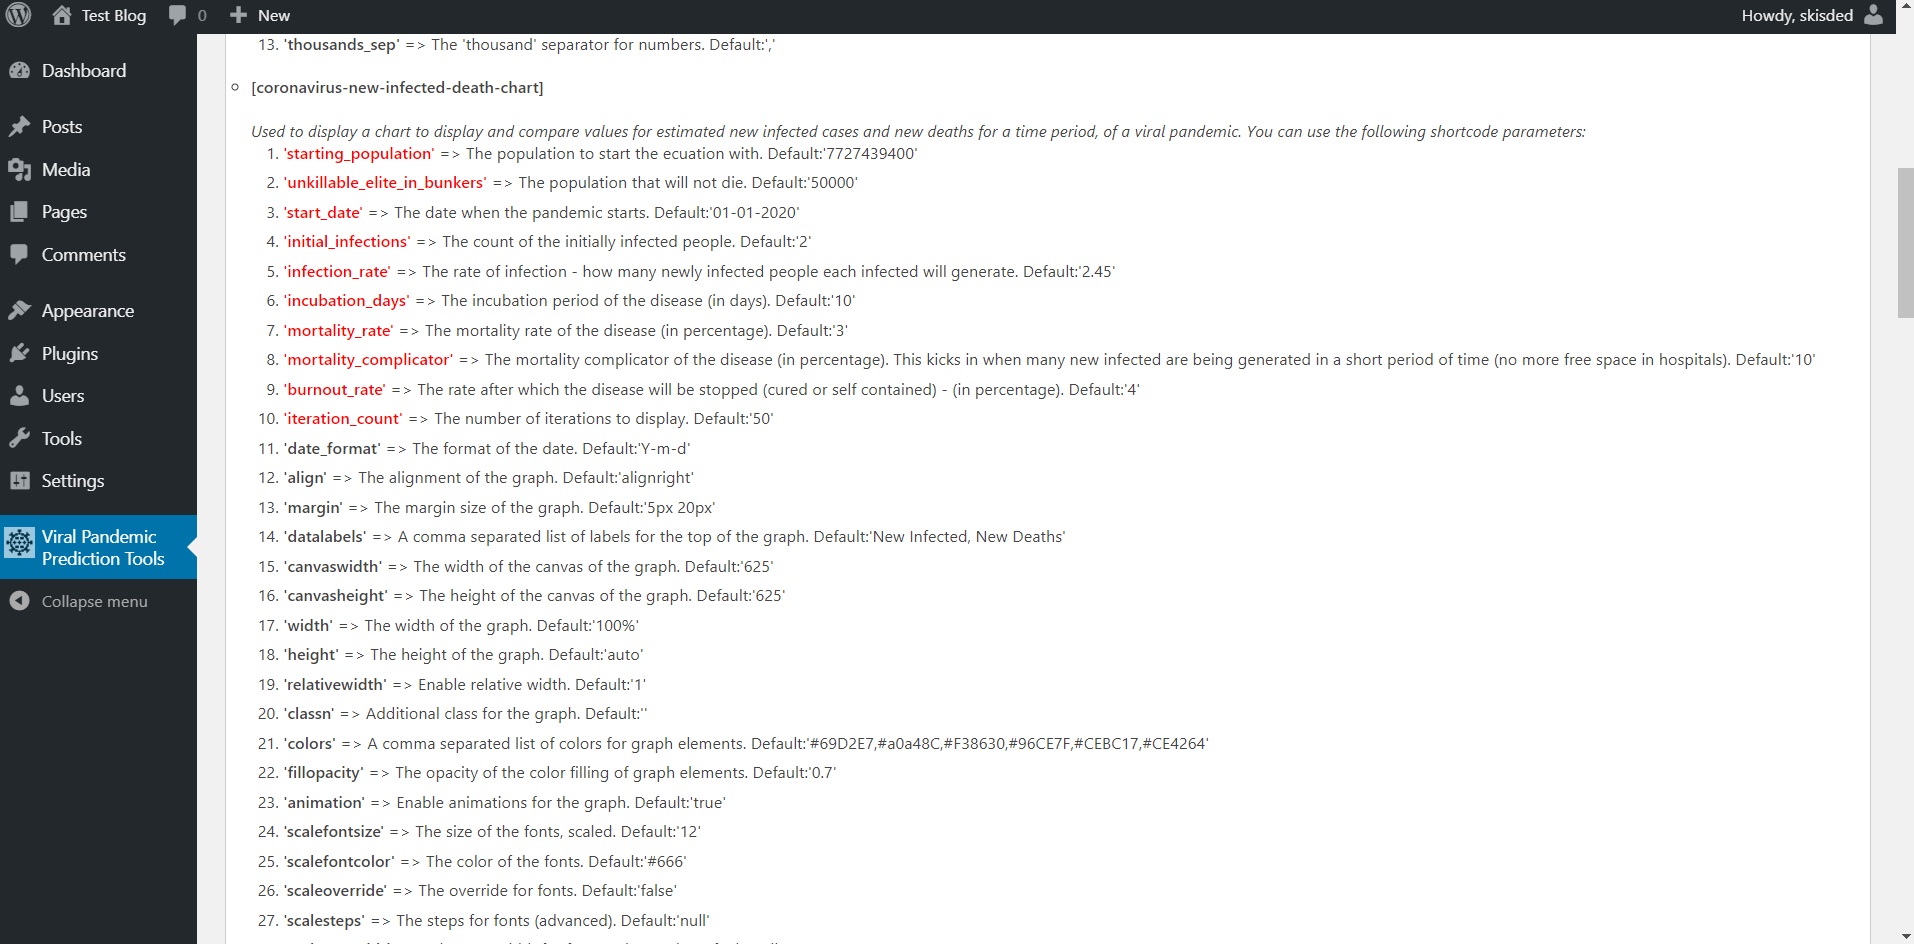 Test Blog 0 New Howdy, skisded
Dashboard
Posts
Media
Pages
Comments
Appearance
Plugins
Users
Tools
Settings
Viral Pandemic
Prediction Tools
Collapse menu
13. 'thousands_sep' => The 'thousand' separator for numbers. Default:','
[coronavirus-new-infected-death-chart]
Used to display a chart to display and compare values for estimated new infected cases and new deaths for a time period, of a viral pandemic. You can use the following shortcode parameters:
1. 'starting_population' => The population to start the ecuation with. Default:'7727439400'
2. 'unkillable_elite_in_bunkers' => The population that will not die. Default:'50000'
3. 'start_date' => The date when the pandemic starts. Default:'01-01-2020'
4. 'initial_infections' => The count of the initially infected people. Default:'2'
5. 'infection_rate' => The rate of infection - how many newly infected people each infected will generate. Default:'2.45'
6. 'incubation_days' => The incubation period of the disease (in days). Default:'10'
7. 'mortality_rate' => The mortality rate of the disease (in percentage). Default:'3'
8. 'mortality_complicator' => The mortality complicator of the disease (in percentage). This kicks in when many new infected are being generated in a short period of time (no more free space in hospitals). Default:'10'
9. 'burnout_rate' => The rate after which the disease will be stopped (cured or self contained) - (in percentage). Default:'4'
10. 'iteration_count' => The number of iterations to display. Default:'50'
11. 'date_format' => The format of the date. Default:'Y-m-d'
12. 'align' => The alignment of the graph. Default:'alignright'
13. 'margin' => The margin size of the graph. Default:'5px 20px'
14. 'datalabels' => A comma separated list of labels for the top of the graph. Default:'New Infected, New Deaths'
15. 'canvaswidth' => The width of the canvas of the graph. Default:'625'
16. 'canvasheight' => The height of the canvas of the graph. Default:'625'
17. 'width' => The width of the graph. Default:'100%'
18. 'height' => The height of the graph. Default:'auto'
19. 'relativewidth' => Enable relative width. Default:'1'
20. 'classn' => Additional class for the graph. Default:''
21. 'colors' => A comma separated list of colors for graph elements. Default:'#69D2E7,#a0a48C,#F38630,#96CE7F,#CEBC17,#CE4264'
22. 'fillopacity' => The opacity of the color filling of graph elements. Default:'0.7'
23. 'animation' => Enable animations for the graph. Default:'true'
24. 'scalefontsize' => The size of the fonts, scaled. Default:'12'
25. 'scalefontcolor' => The color of the fonts. Default:'#666'
26. 'scaleoverride' => The override for fonts. Default:'false'
27. 'scalesteps' => The steps for fonts (advanced). Default:'null'